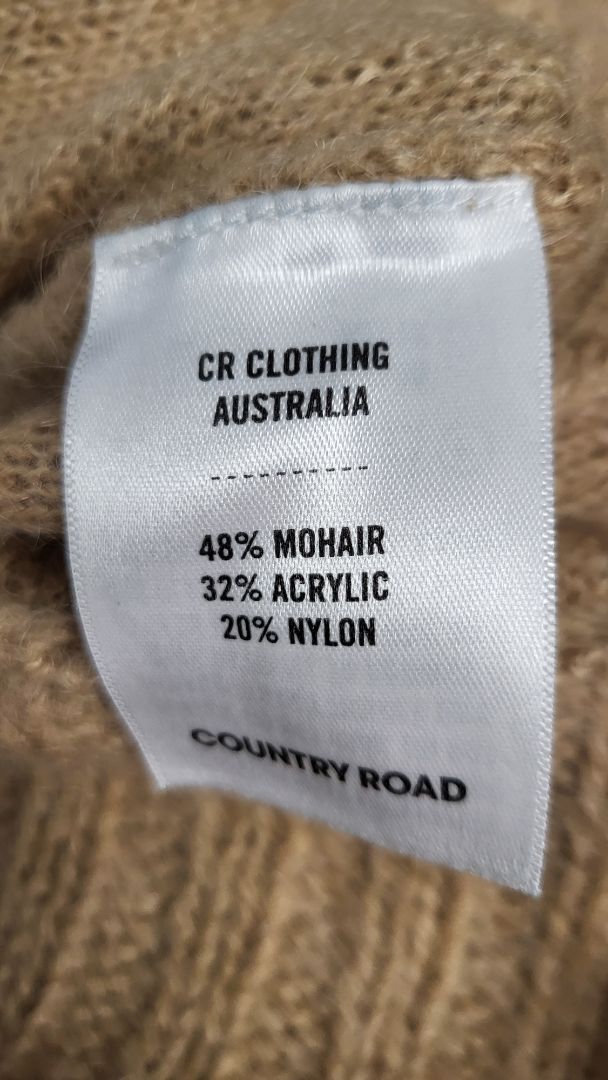 CR CLOTHING
AUSTRALIA
----------
48% MOHAIR
32% ACRYLIC
20% NYLON
COUNTRY ROAD